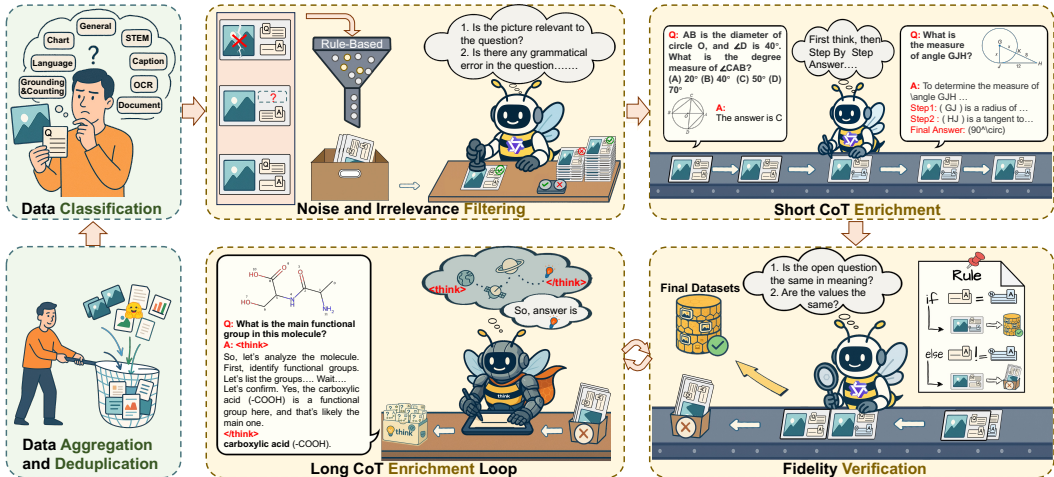 General
Chart
STEM
?
Language
Caption
Grounding
&Counting
OCR
Document
Q
Data Classification
Q
A
Q
A
?
A
Q
A
Rule-Based
1. Is the picture relevant to
the question?
2. Is there any grammatical
error in the question…….
Noise and Irrelevance Filtering
Q: AB is the diameter of
circle O, and ∠D is 40°.
What is the degree
measure of ∠CAB?
(A) 20° (B) 40° (C) 50° (D)
70°
A:
The answer is C
First think, then
Step By Step
Answer….
Q: What is
the measure
of angle GJH?
A: To determine the measure of
\angle GJH …
Step1: ( GJ ) is a radius of …
Step2 : ( HJ ) is a tangent to…
Final Answer: (90^\circ)
Short CoT Enrichment
Data Aggregation
and Deduplication
Q: What is the main functional
group in this molecule?
A: <think>
So, let's analyze the molecule.
First, identify functional groups.
Let's list the groups…. Wait….
Let's confirm. Yes, the carboxylic
acid (-COOH) is a functional
group here, and that's likely the
main one.
</think>
carboxylic acid (-COOH).
HO
O
HO
N
H
O
NH₂
<think>
</think>
So, answer is
think
think
Long CoT Enrichment Loop
Final Datasets
1. Is the open question
the same in meaning?
2. Are the values the
same?
Rule
if
A
=
A
else
A
!=
A
Fidelity Verification